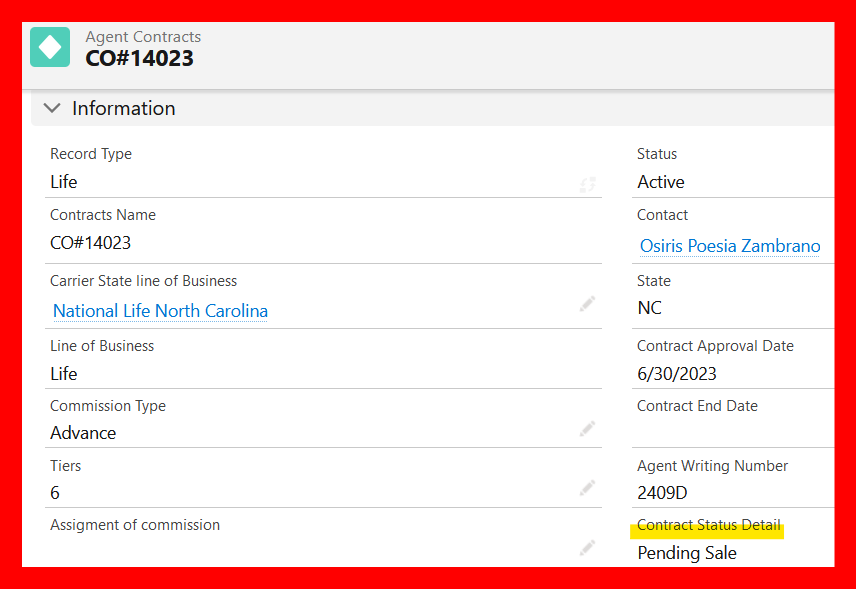 Agent Contracts
CO#14023
Information
Record Type
Life
Status
Active
Contracts Name
CO#14023
Contact
Osiris Poesia Zambrano
Carrier State line of Business
National Life North Carolina
State
NC
Line of Business
Life
Contract Approval Date
6/30/2023
Commission Type
Advance
Contract End Date
Tiers
6
Agent Writing Number
2409D
Assigment of commission
Contract Status Detail
Pending Sale